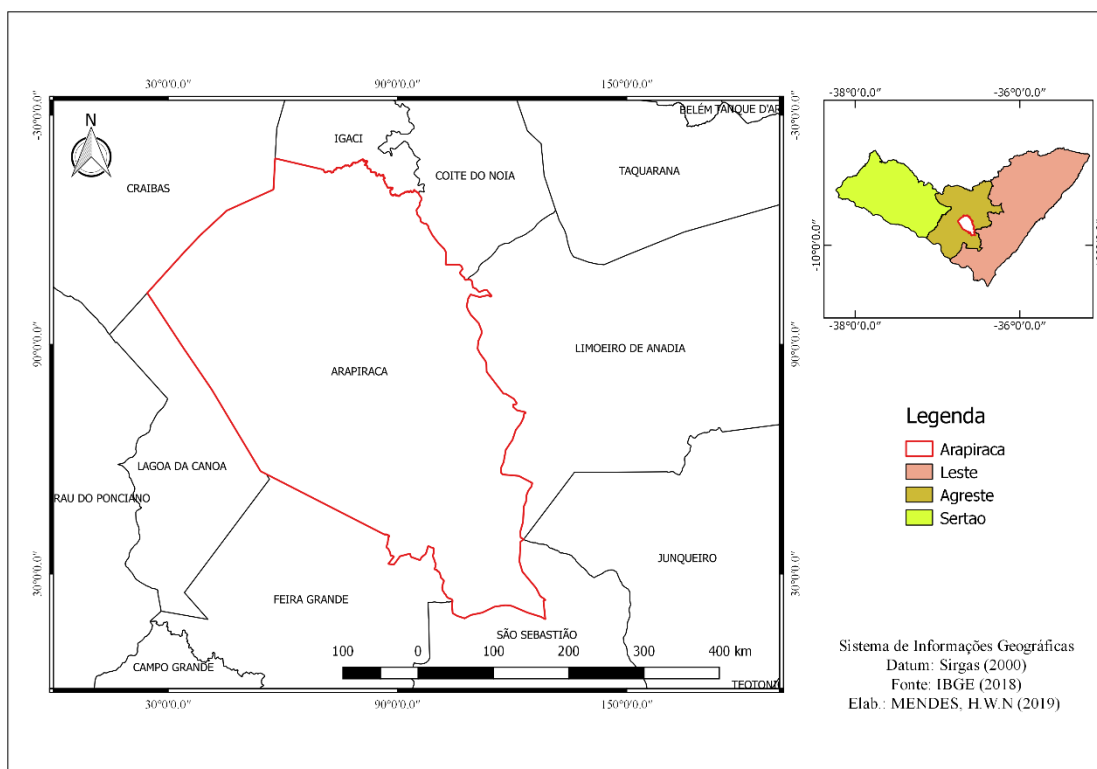 30°0'0.0" 90°0'0.0" 150°0'0.0"
-30°0'0.0" -30°0'0.0"
N
IGACI
BELÉM TANQUE D'AR
CRAIBAS
COITE DO NOIA
TAQUARANA
90°0'0.0" 90°0'0.0"
LIMOEIRO DE ANADIA
ARAPIRACA
LAGOA DA CANOA
RAU DO PONCIANO
JUNQUEIRO
30°0'0.0" 30°0'0.0"
FEIRA GRANDE
SÃO SEBASTIÃO
100 0 100 200 300 400 km
CAMPO GRANDE
TEOTONI
30°0'0.0" 90°0'0.0" 150°0'0.0"
-38°0'0.0" -36°0'0.0"
-10°0'0.0"
-38°0'0.0" -36°0'0.0"
Legenda
Arapiraca
Leste
Agreste
Sertao
Sistema de Informações Geográficas
Datum: Sirgas (2000)
Fonte: IBGE (2018)
Elab.: MENDES, H.W.N (2019)